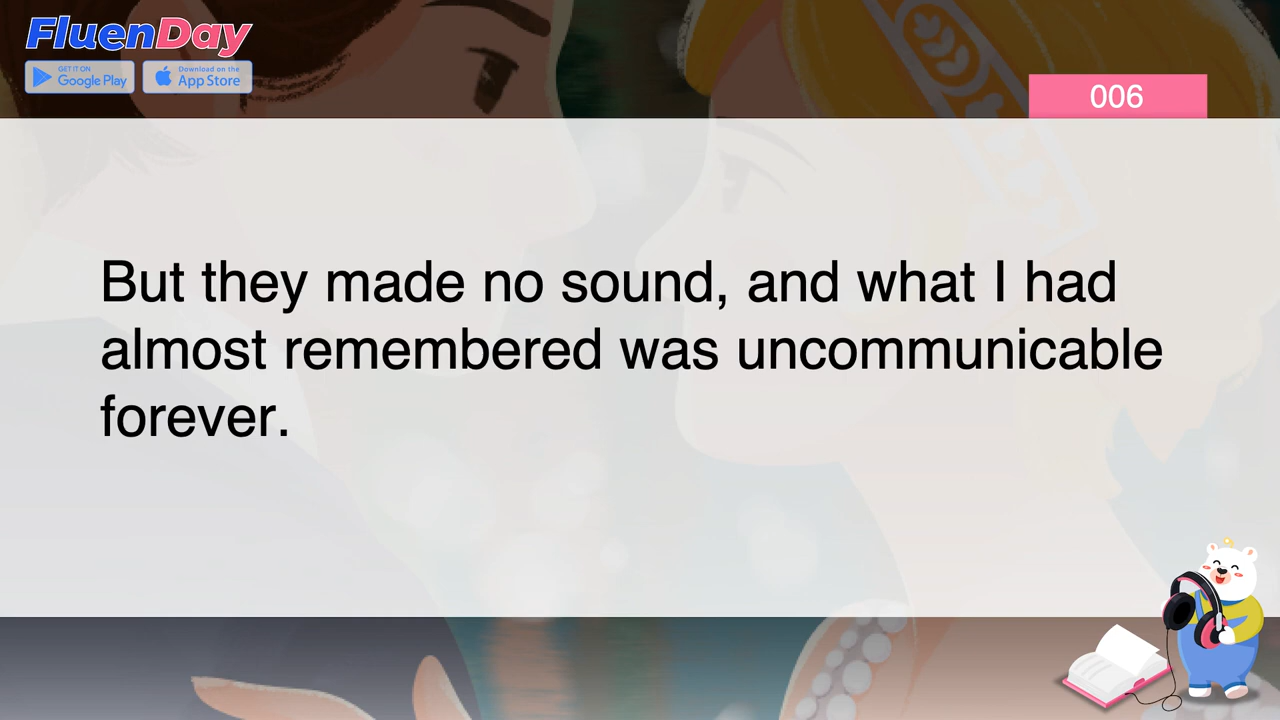 FluenDay
GET IT ON
Google Play
Download on the
App Store
006
But they made no sound, and what I had
almost remembered was uncommunicable
forever.